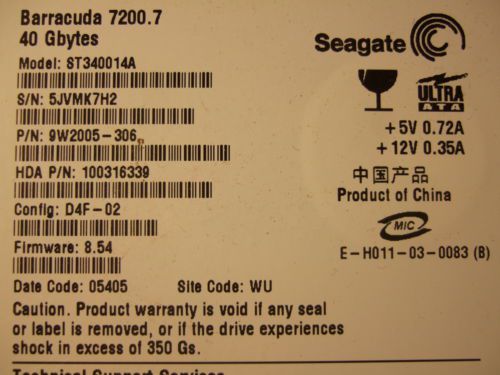 Barracuda 7200.7
40 Gbytes
Seagate
Model: ST340014A
S/N: 5JVMK7H2
ULTRA
ATA
P/N: 9W2005-306
+5V 0.72A
+12V 0.35A
HDA P/N: 100316339
中国产品
Product of China
Config: D4F-02
MIC
Firmware: 8.54
E-H011-03-0083 (B)
Date Code: 05405 Site Code: WU
Caution. Product warranty is void if any seal
or label is removed, or if the drive experiences
shock in excess of 350 Gs.
Technical Support Services